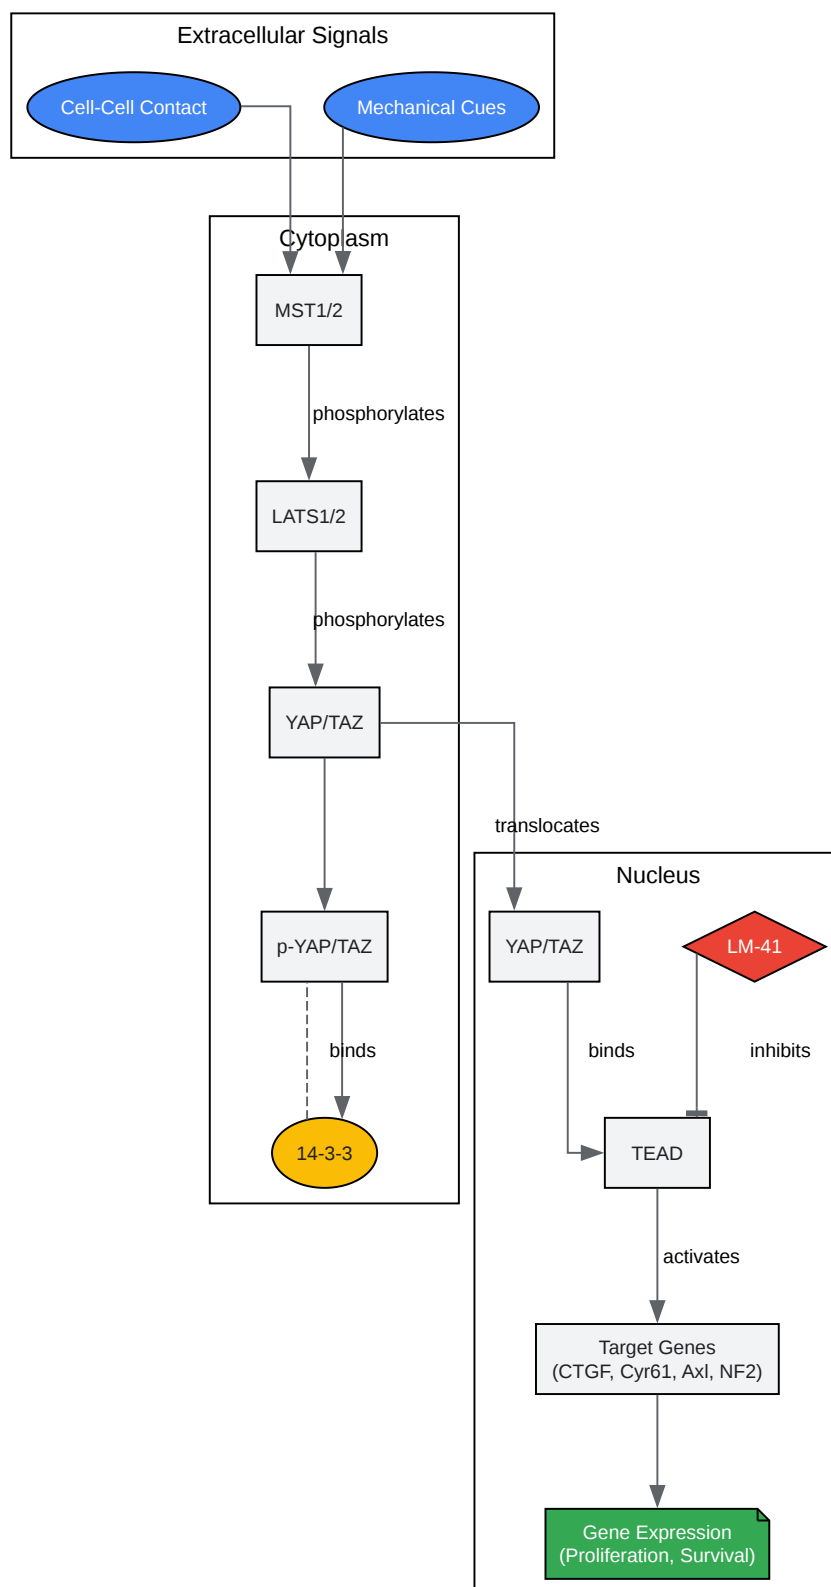 Extracellular Signals
Cell-Cell Contact
Mechanical Cues
Cytoplasm
MST1/2
phosphorylates
LATS1/2
phosphorylates
YAP/TAZ
translocates
Nucleus
p-YAP/TAZ
YAP/TAZ
LM-41
binds
binds
inhibits
14-3-3
TEAD
activates
Target Genes
(CTGF, Cyr61, Axl, NF2)
Gene Expression
(Proliferation, Survival)